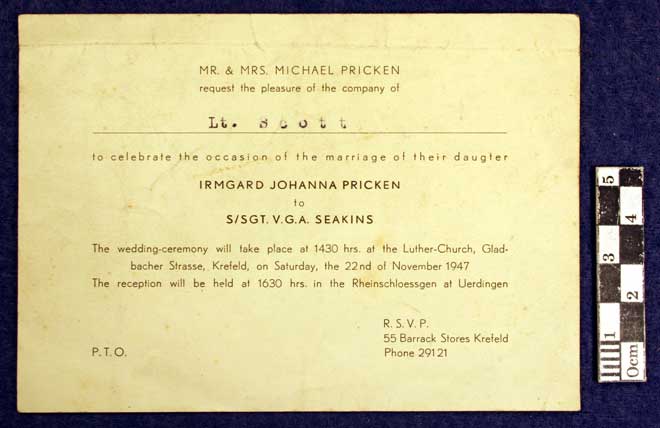 MR. & MRS. MICHAEL PRICKEN
request the pleasure of the company of
Lt. Scott
to celebrate the occasion of the marriage of their daugter
IRMGARD JOHANNA PRICKEN
to
S/SGT. V.G.A. SEAKINS
The wedding-ceremony will take place at 1430 hrs. at the Luther-Church, Glad-
bacher Strasse, Krefeld, on Saturday, the 22nd of November 1947
The reception will be held at 1630 hrs. in the Rheinschloessgen at Uerdingen
R. S. V. P.
55 Barrack Stores Krefeld
P. T. O.
Phone 29121
5
4
3
2
1
0cm